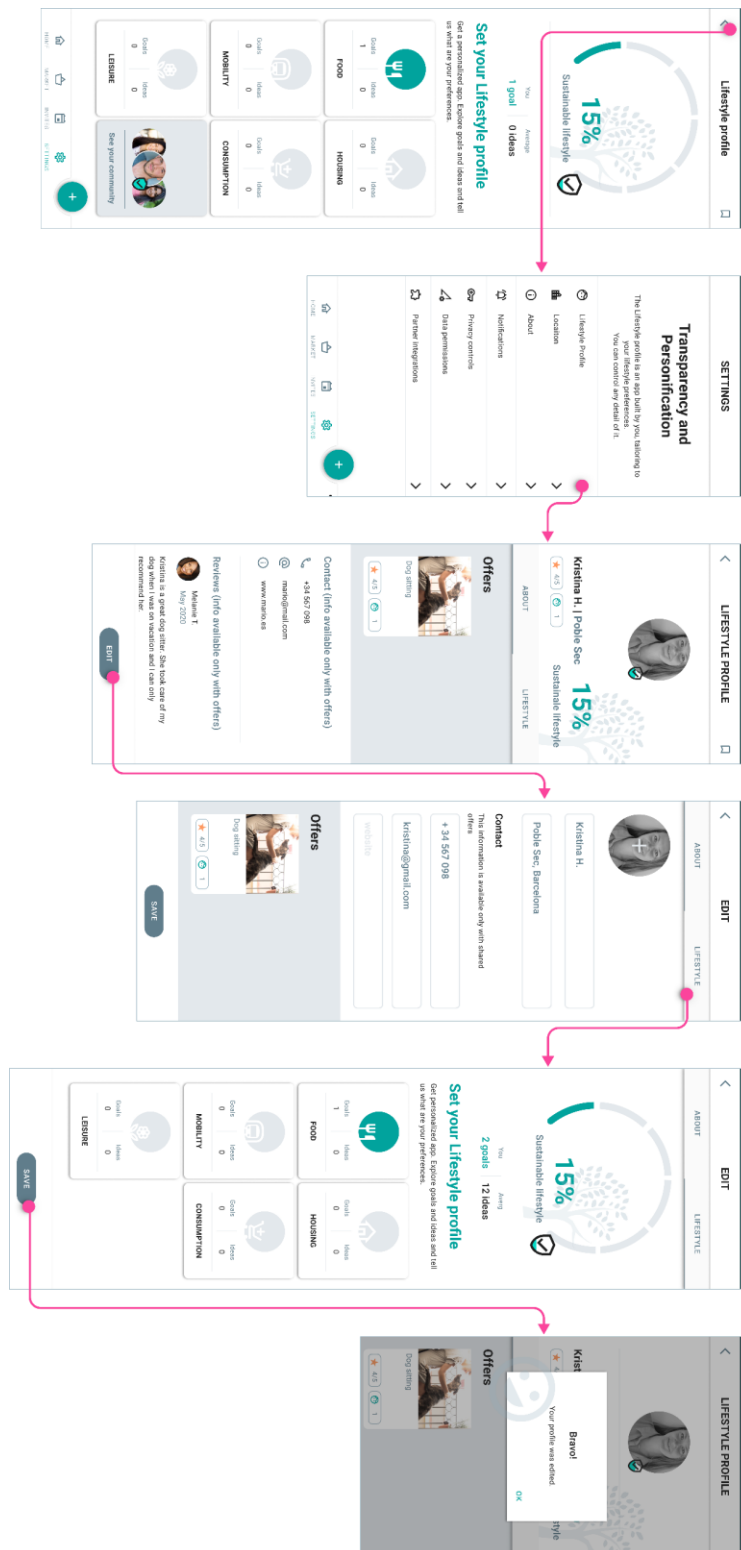 Lifestyle profile
15%
Sustainable lifestyle
You
Average
1 goal
0 ideas
Set your Lifestyle profile
Get a personalized app. Explore goals and ideas and tell
us what are your preferences.
Goals
Ideas
1
0
FOOD
Goals
Ideas
0
0
HOUSING
Goals
Ideas
0
0
MOBILITY
Goals
Ideas
0
0
CONSUMPTION
Goals
Ideas
0
0
LEISURE
See your community
HOME
MARKET
SETTINGS
+
SETTINGS
Transparency and
Personification
The Lifestyle profile is an app built by you, tailoring to
your lifestyle preferences.
You can control any detail of it.
Lifestyle Profile
Locaiton
About
Notifications
Privacy controls
Data permissions
Partner integrations
HOME
MARKET
SETTINGS
+
LIFESTYLE PROFILE
Kristina H. | Poble Sec
4/5
1
15%
Sustainale lifestyle
ABOUT
LIFESTYLE
Offers
Dog sitting
4/5
1
Contact (Info available only with offers)
+34 567 098
mario@mail.com
www.mario.es
Reviews (Info available only with offers)
Melanie T.
May 2020
Kristina is a great dog sitter. She took care of my
dog when I was on vacation and I can only
recommend her.
EDIT
EDIT
ABOUT
LIFESTYLE
Kristina H.
Poble Sec, Barcelona
Contact
This information is available only with shared
offers
+ 34 567 098
kristina@gmail.com
website
Offers
Dog sitting
4/5
1
SAVE
EDIT
ABOUT
LIFESTYLE
15%
Sustainable lifestyle
You
Averg
2 goals
12 ideas
Set your Lifestyle profile
Get personalized app. Explore goals and ideas and tell
us what are your preferences.
Goals
Ideas
1
0
FOOD
Goals
Ideas
0
0
HOUSING
Goals
Ideas
0
0
MOBILITY
Goals
Ideas
0
0
CONSUMPTION
Goals
Ideas
0
0
LEISURE
SAVE
LIFESTYLE PROFILE
Krist
style
Bravo!
Your profile was edited.
OK
Offers
Dog sitting
4/5
1